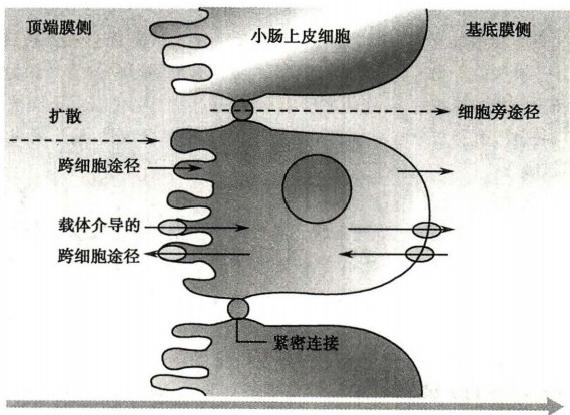 顶端膜侧
小肠上皮细胞
基底膜侧
扩散
细胞旁途径
跨细胞途径
载体介导的
跨细胞途径
紧密连接